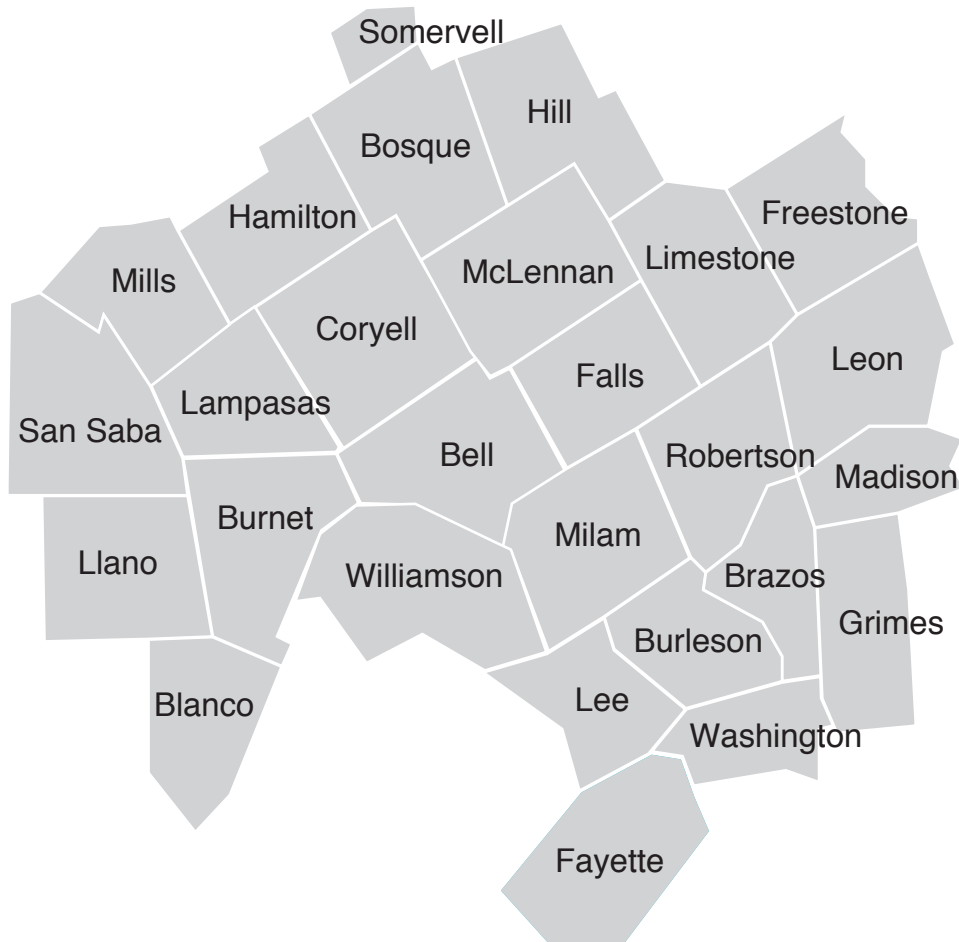 Somervell
Hill
Bosque
Freestone
Hamilton
Limestone
McLennan
Mills
Coryell
Leon
Falls
Lampasas
San Saba
Bell
Robertson
Madison
Burnet
Milam
Llano
Williamson
Brazos
Grimes
Burleson
Lee
Blanco
Washington
Fayette